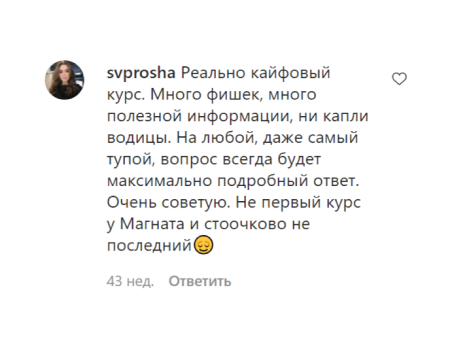 svprosha Реально кайфовый
курс. Много фишек, много
полезной информации, ни капли
водицы. На любой, даже самый
тупой, вопрос всегда будет
максимально подробный ответ.
Очень советую. Не первый курс
у Магната и стоочково не
последний😌
43 нед. Ответить